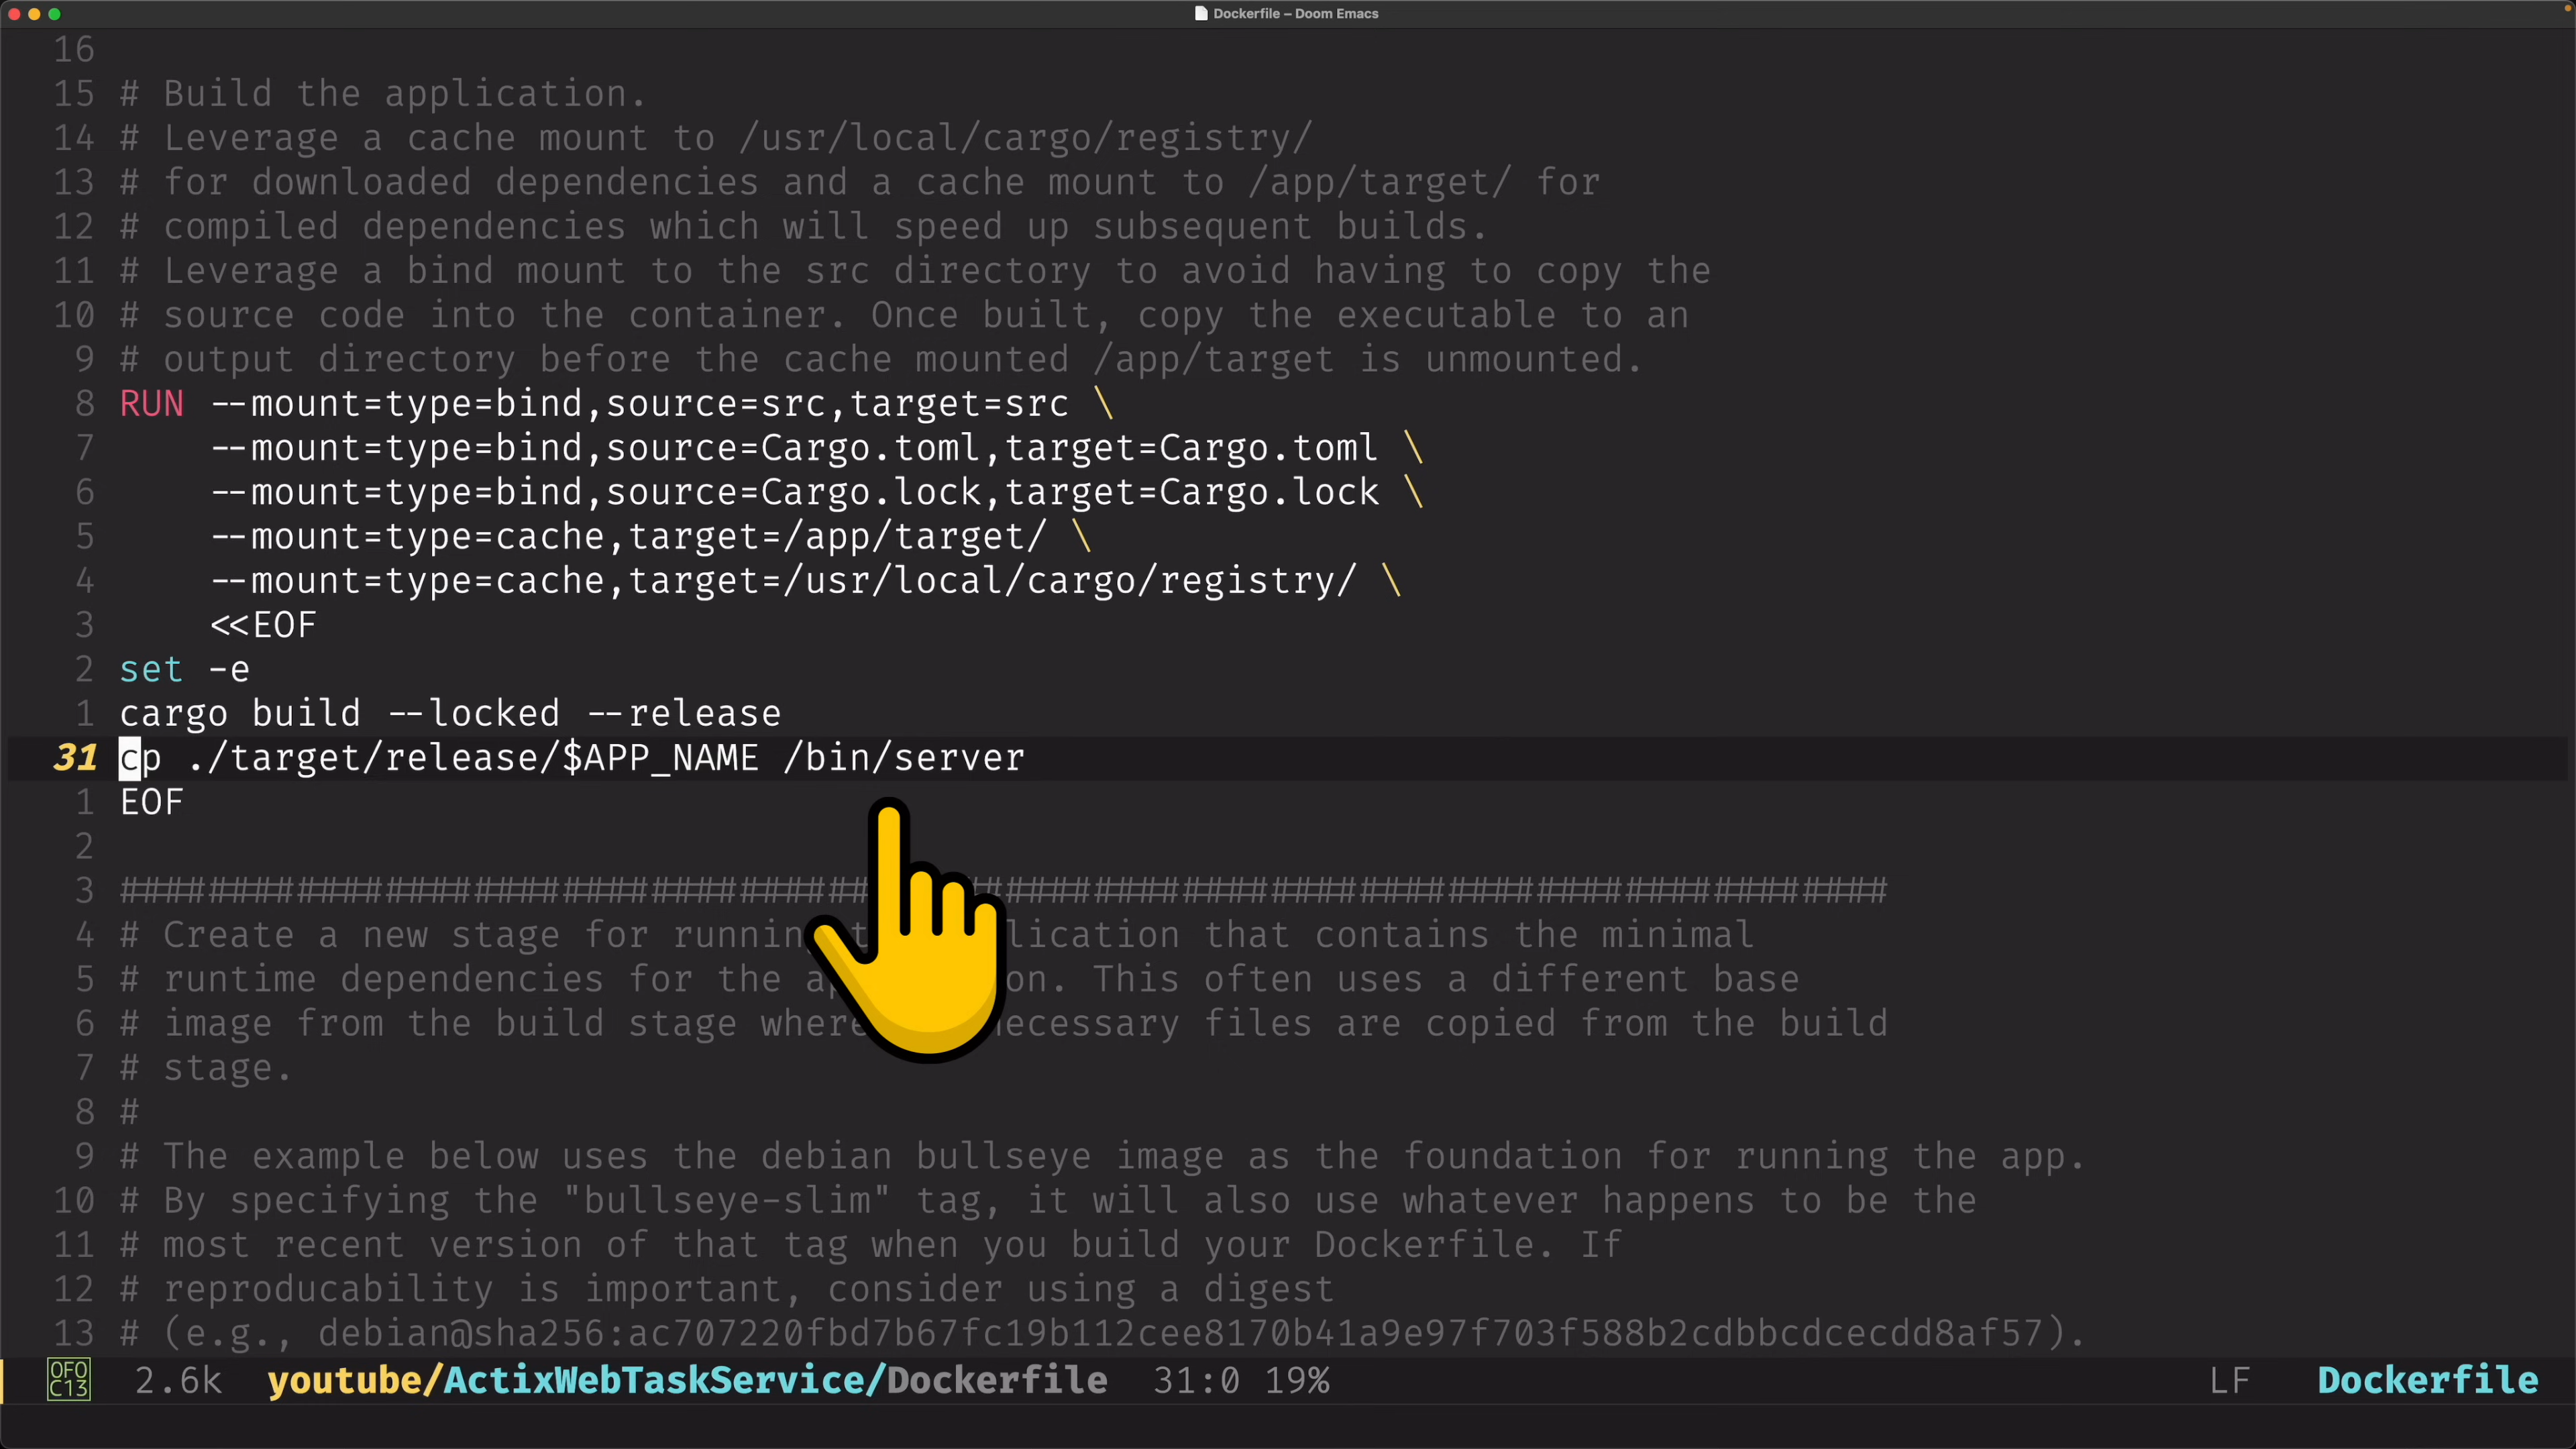 Dockerfile – Doom Emacs
16
15 # Build the application.
14 # Leverage a cache mount to /usr/local/cargo/registry/
13 # for downloaded dependencies and a cache mount to /app/target/ for
12 # compiled dependencies which will speed up subsequent builds.
11 # Leverage a bind mount to the src directory to avoid having to copy the
10 # source code into the container. Once built, copy the executable to an
9 # output directory before the cache mounted /app/target is unmounted.
8 RUN --mount=type=bind,source=src,target=src \
7 --mount=type=bind,source=Cargo.toml,target=Cargo.toml \
6 --mount=type=bind,source=Cargo.lock,target=Cargo.lock \
5 --mount=type=cache,target=/app/target/ \
4 --mount=type=cache,target=/usr/local/cargo/registry/ \
3 <<EOF
2 set -e
1 cargo build --locked --release
31 cp ./target/release/$APP_NAME /bin/server
1 EOF
2
3 ################################################################################
4 # Create a new stage for running lication that contains the minimal
5 # runtime dependencies for the ap on. This often uses a different base
6 # image from the build stage where ecessary files are copied from the build
7 # stage.
8 #
9 # The example below uses the debian bullseye image as the foundation for running the app.
10 # By specifying the "bullseye-slim" tag, it will also use whatever happens to be the
11 # most recent version of that tag when you build your Dockerfile. If
12 # reproducability is important, consider using a digest
13 # (e.g., debian@sha256:ac707220fbd7b67fc19b112cee8170b41a9e97f703f588b2cdbbcdcecdd8af57).
0F0
C13 2.6k youtube/ActixWebTaskService/Dockerfile 31:0 19% LF Dockerfile